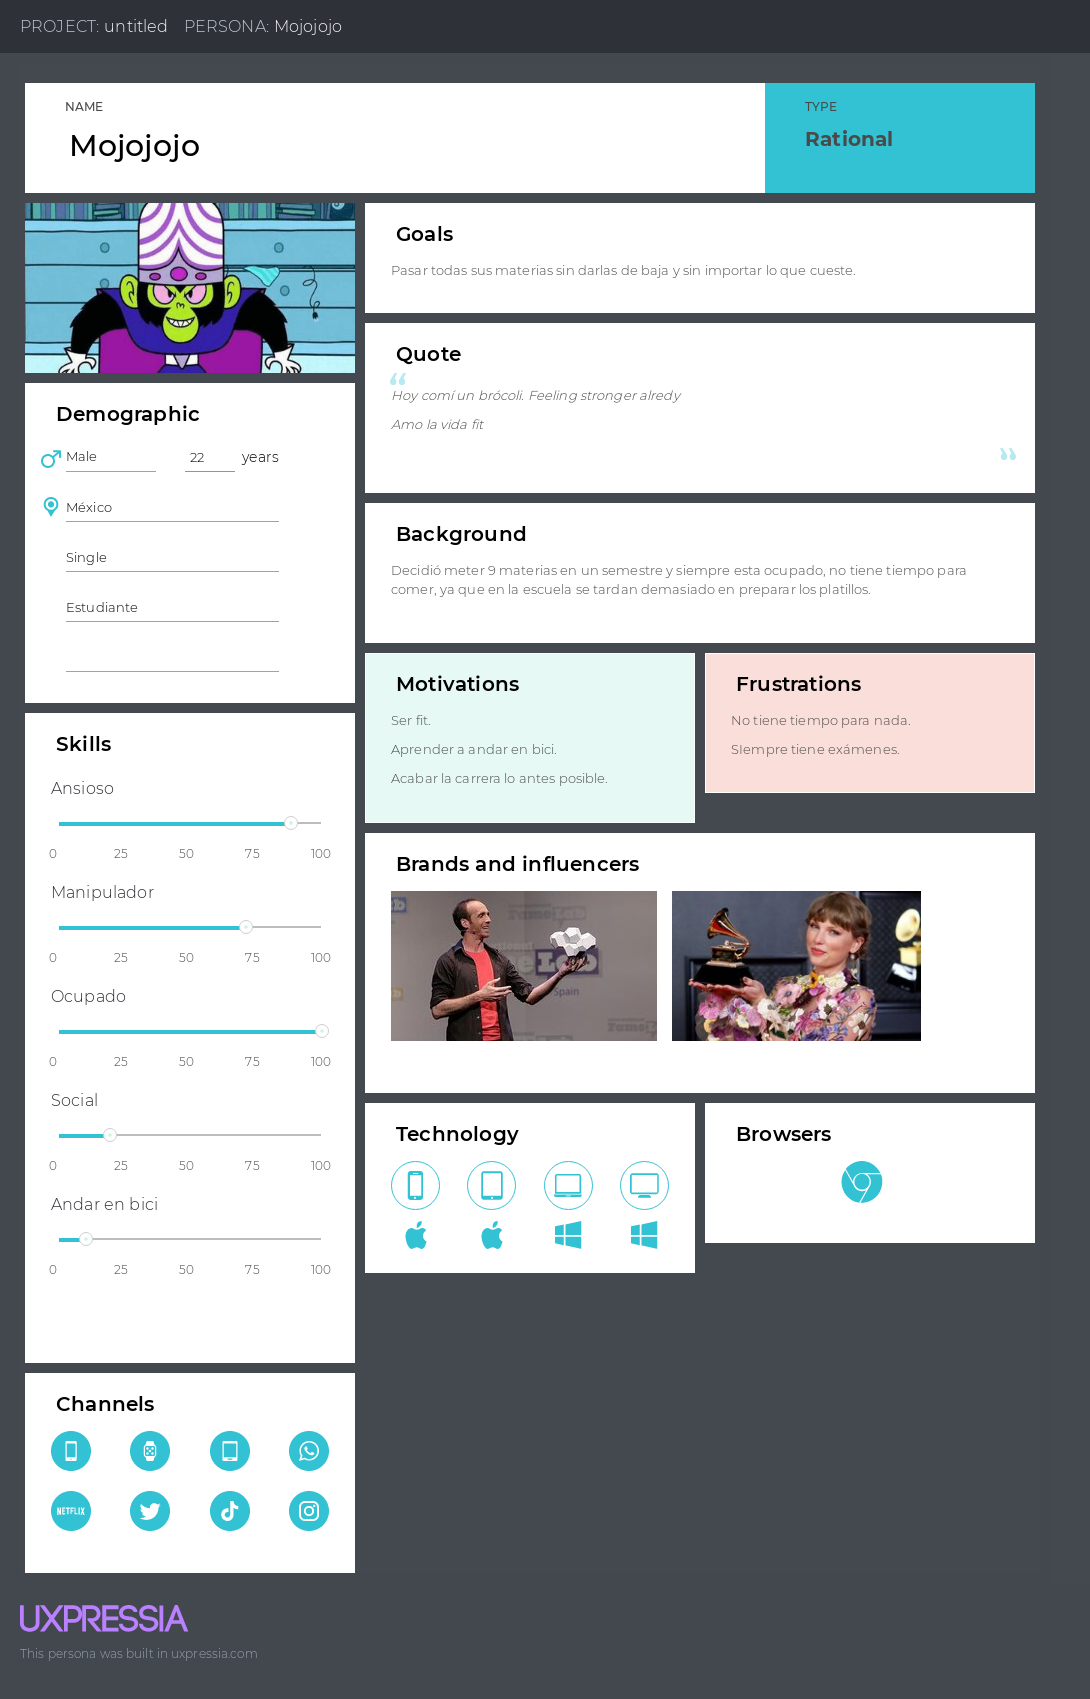 PROJECT: untitled PERSONA: Mojojojo
NAME
Mojojojo
TYPE
Rational
Demographic
Male 22 years
México
Single
Estudiante
Skills
Ansioso
0 25 50 75 100
Manipulador
0 25 50 75 100
Ocupado
0 25 50 75 100
Social
0 25 50 75 100
Andar en bici
0 25 50 75 100
Channels
NETFLIX
Goals
Pasar todas sus materias sin darlas de baja y sin importar lo que cueste.
Quote
“
Hoy comí un brócoli. Feeling stronger alredy
Amo la vida fit
”
Background
Decidió meter 9 materias en un semestre y siempre esta ocupado, no tiene tiempo para
comer, ya que en la escuela se tardan demasiado en preparar los platillos.
Motivations
Ser fit.
Aprender a andar en bici.
Acabar la carrera lo antes posible.
Frustrations
No tiene tiempo para nada.
SIempre tiene exámenes.
Brands and influencers
FameLab
Spain
FameLab
Technology
Browsers
UXPRESSIA
This persona was built in uxpressia.com